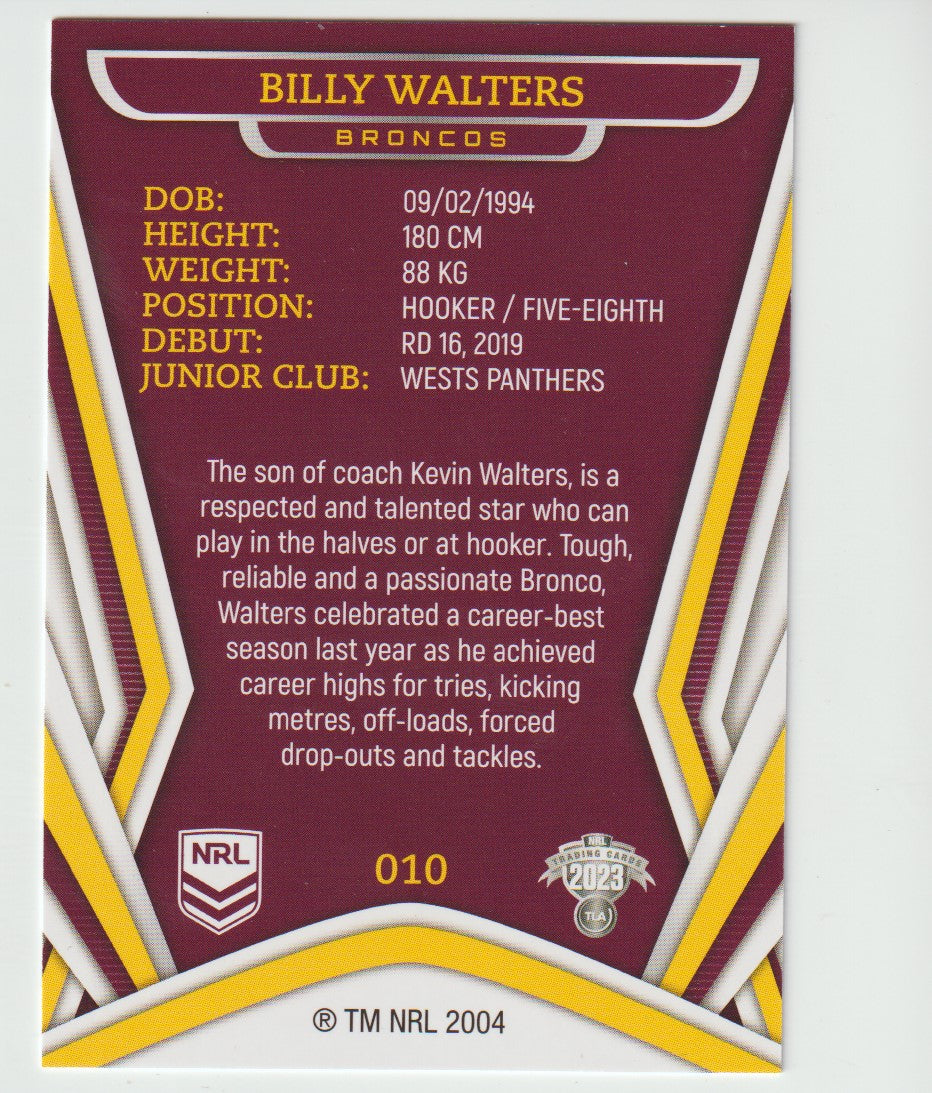 BILLY WALTERS
BRONCOS
DOB: 09/02/1994
HEIGHT: 180 CM
WEIGHT: 88 KG
POSITION: HOOKER / FIVE-EIGHTH
DEBUT: RD 16, 2019
JUNIOR CLUB: WESTS PANTHERS
The son of coach Kevin Walters, is a
respected and talented star who can
play in the halves or at hooker. Tough,
reliable and a passionate Bronco,
Walters celebrated a career-best
season last year as he achieved
career highs for tries, kicking
metres, off-loads, forced
drop-outs and tackles.
NRL
010
NRL
TRADING CARDS
2023
TLA
® TM NRL 2004